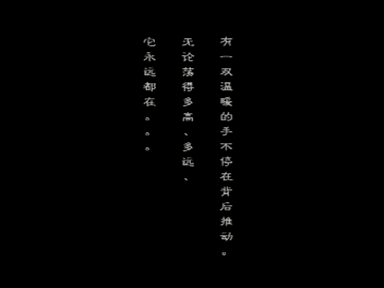 有一双温暖的手不停在背后推动。
无论荡得多高、多远、
它永远都在。。。